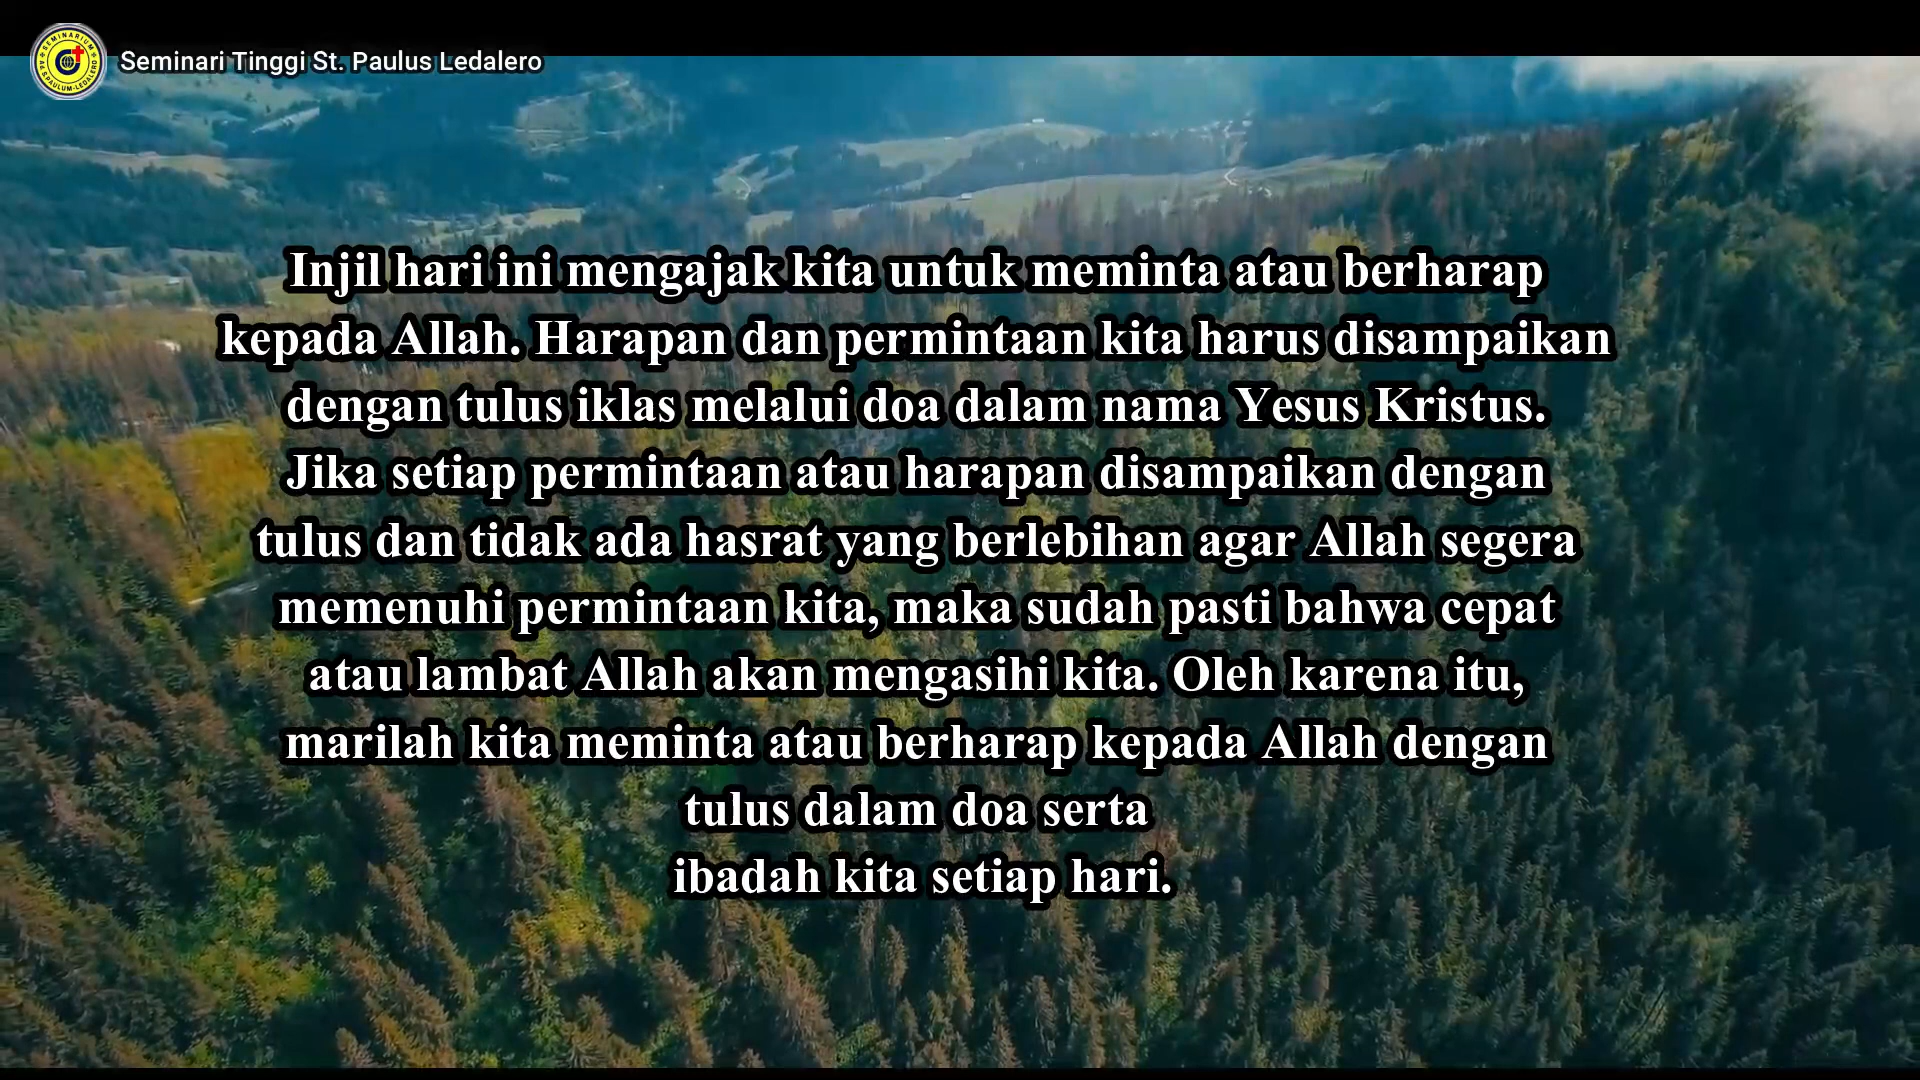 Seminari Tinggi St. Paulus Ledalero
Injil hari ini mengajak kita untuk meminta atau berharap
kepada Allah. Harapan dan permintaan kita harus disampaikan
dengan tulus iklas melalui doa dalam nama Yesus Kristus.
Jika setiap permintaan atau harapan disampaikan dengan
tulus dan tidak ada hasrat yang berlebihan agar Allah segera
memenuhi permintaan kita, maka sudah pasti bahwa cepat
atau lambat Allah akan mengasihi kita. Oleh karena itu,
marilah kita meminta atau berharap kepada Allah dengan
tulus dalam doa serta
ibadah kita setiap hari.